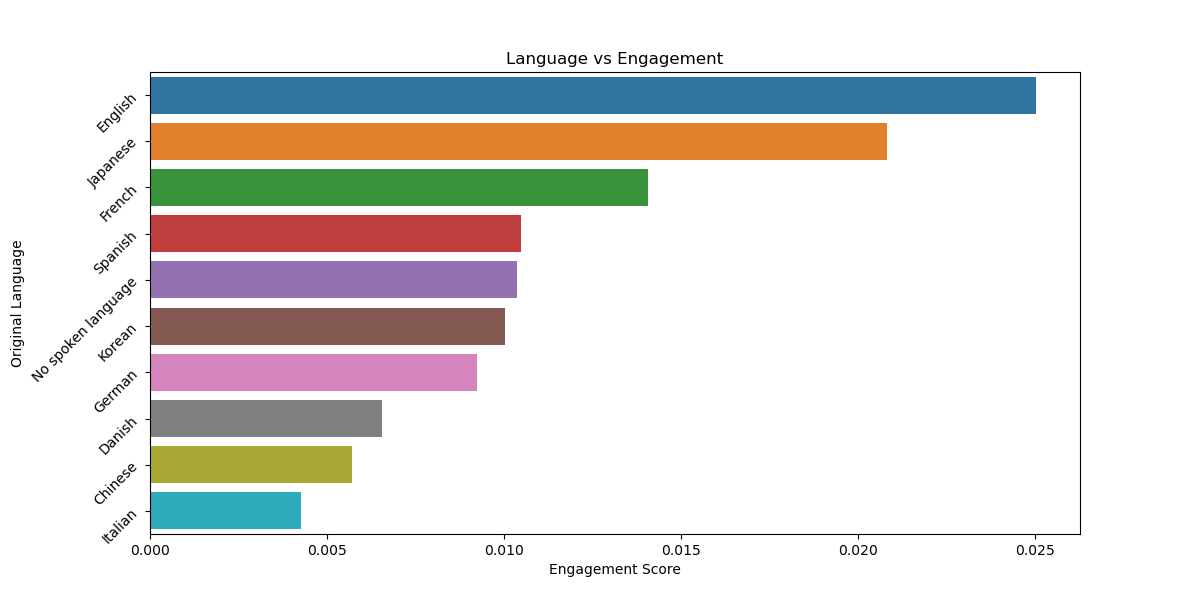 Language vs Engagement
Original Language
English
Japanese
French
Spanish
No spoken language
Korean
German
Danish
Chinese
Italian
0.000 0.005 0.010 0.015 0.020 0.025
Engagement Score